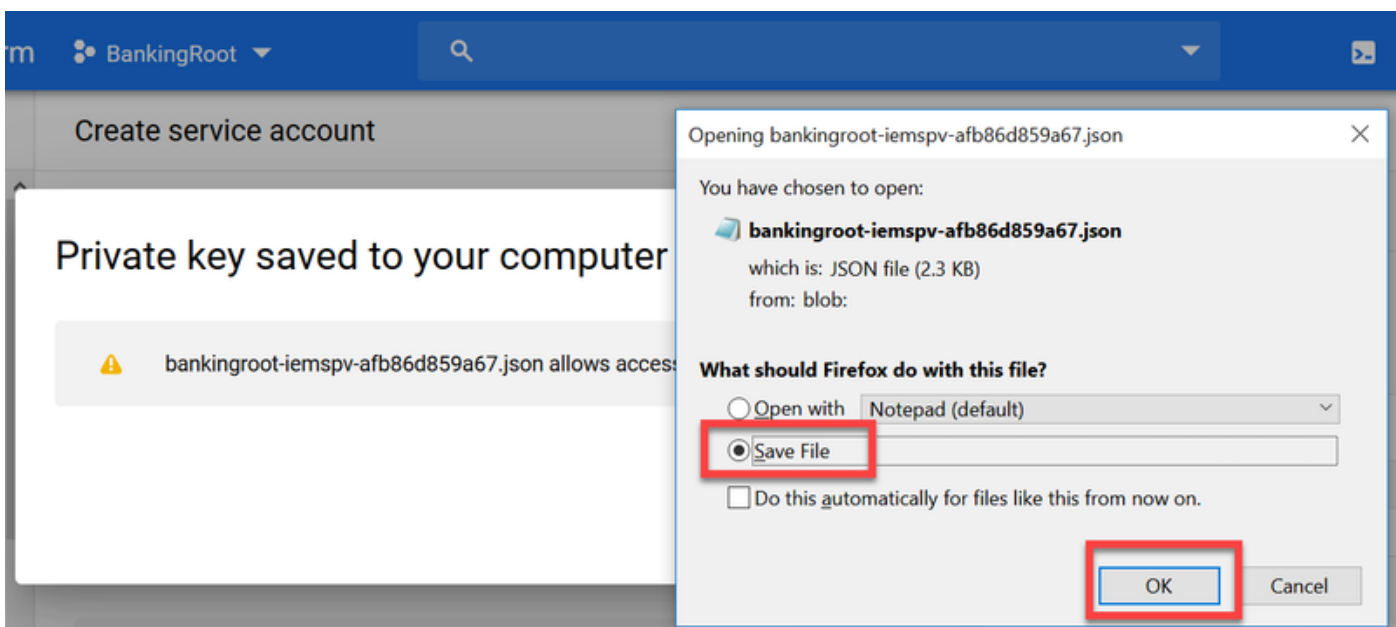 rm BankingRoot
Create service account
Private key saved to your computer
bankingroot-iemspv-afb86d859a67.json allows acces
Opening bankingroot-iemspv-afb86d859a67.json
You have chosen to open:
bankingroot-iemspv-afb86d859a67.json
which is: JSON file (2.3 KB)
from: blob:
What should Firefox do with this file?
Open with Notepad (default)
Save File
Do this automatically for files like this from now on.
OK Cancel